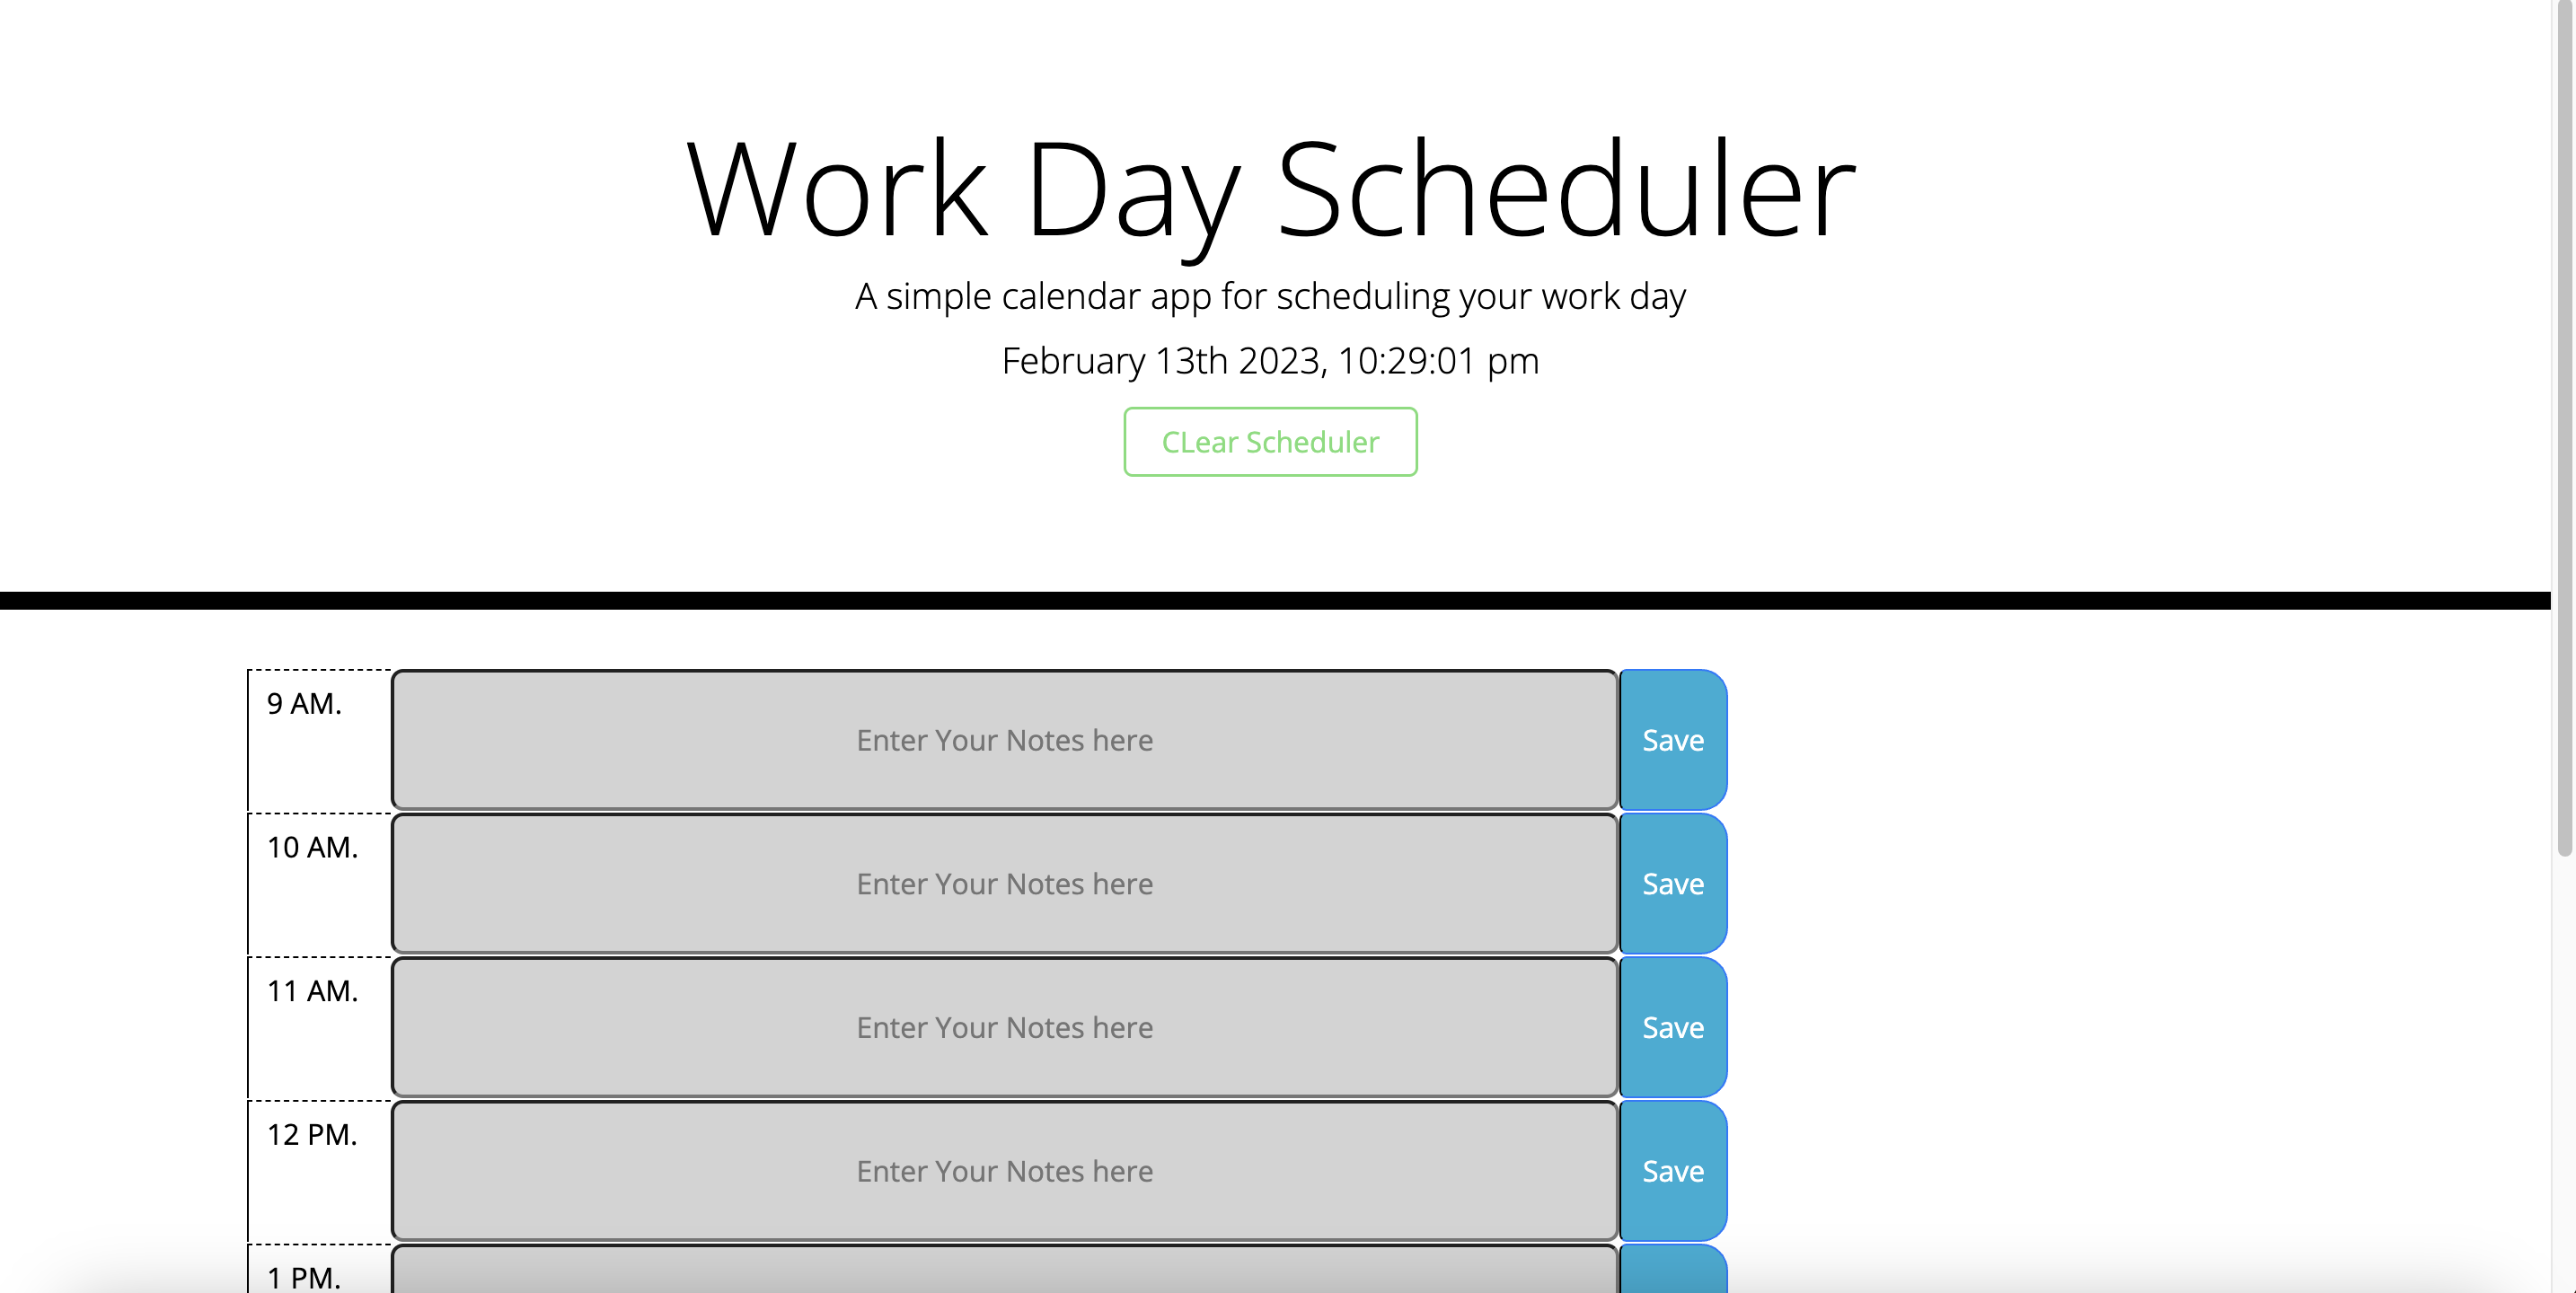 Work Day Scheduler
A simple calendar app for scheduling your work day
February 13th 2023, 10:29:01 pm
CLear Scheduler
9 AM.
Enter Your Notes here
Save
10 AM.
Enter Your Notes here
Save
11 AM.
Enter Your Notes here
Save
12 PM.
Enter Your Notes here
Save
1 PM.